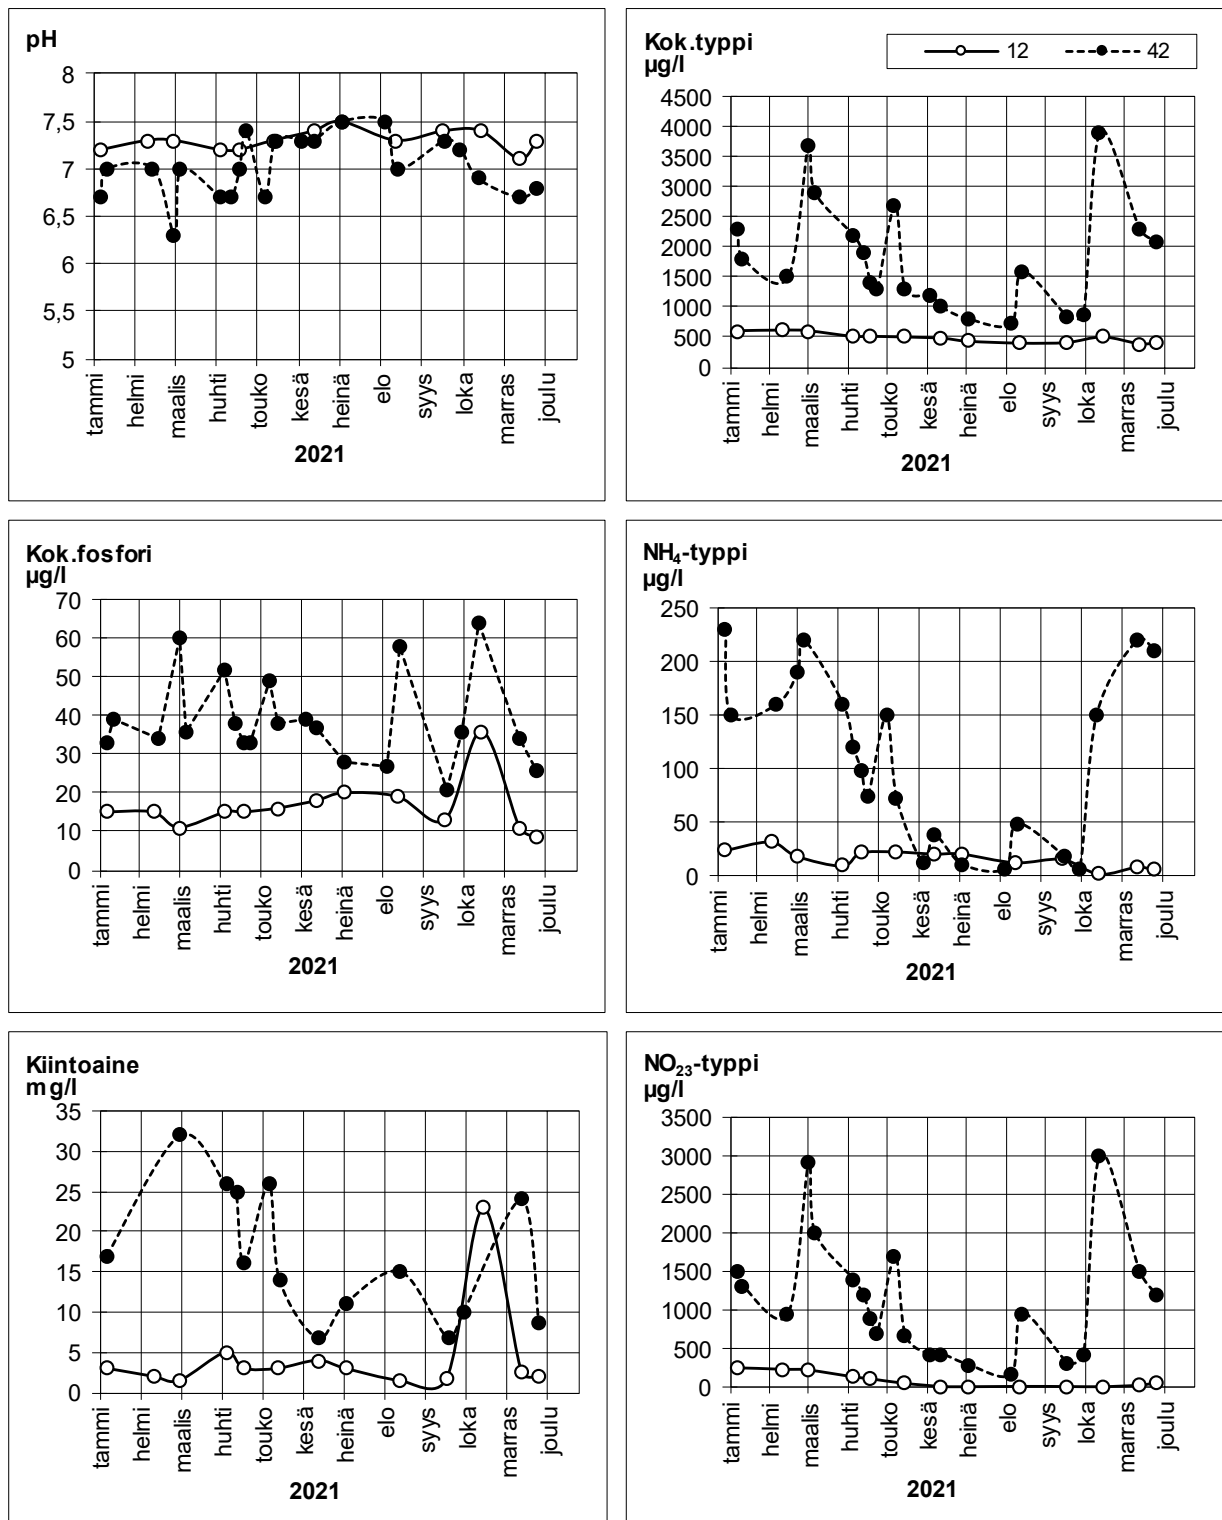 pH
8
7,5
7
6,5
6
5,5
5
tammi
helmi
maalis
huhti
touko
kesä
heinä
elo
syys
loka
marras
joulu
2021
Kok.typpi
µg/l
12
42
4500
4000
3500
3000
2500
2000
1500
1000
500
0
tammi
helmi
maalis
huhti
touko
kesä
heinä
elo
syys
loka
marras
joulu
2021
Kok.fosfori
µg/l
70
60
50
40
30
20
10
0
tammi
helmi
maalis
huhti
touko
kesä
heinä
elo
syys
loka
marras
joulu
2021
NH₄-typpi
µg/l
250
200
150
100
50
0
tammi
helmi
maalis
huhti
touko
kesä
heinä
elo
syys
loka
marras
joulu
2021
Kiintoaine
mg/l
35
30
25
20
15
10
5
0
tammi
helmi
maalis
huhti
touko
kesä
heinä
elo
syys
loka
marras
joulu
2021
NO₂₃-typpi
µg/l
3500
3000
2500
2000
1500
1000
500
0
tammi
helmi
maalis
huhti
touko
kesä
heinä
elo
syys
loka
marras
joulu
2021